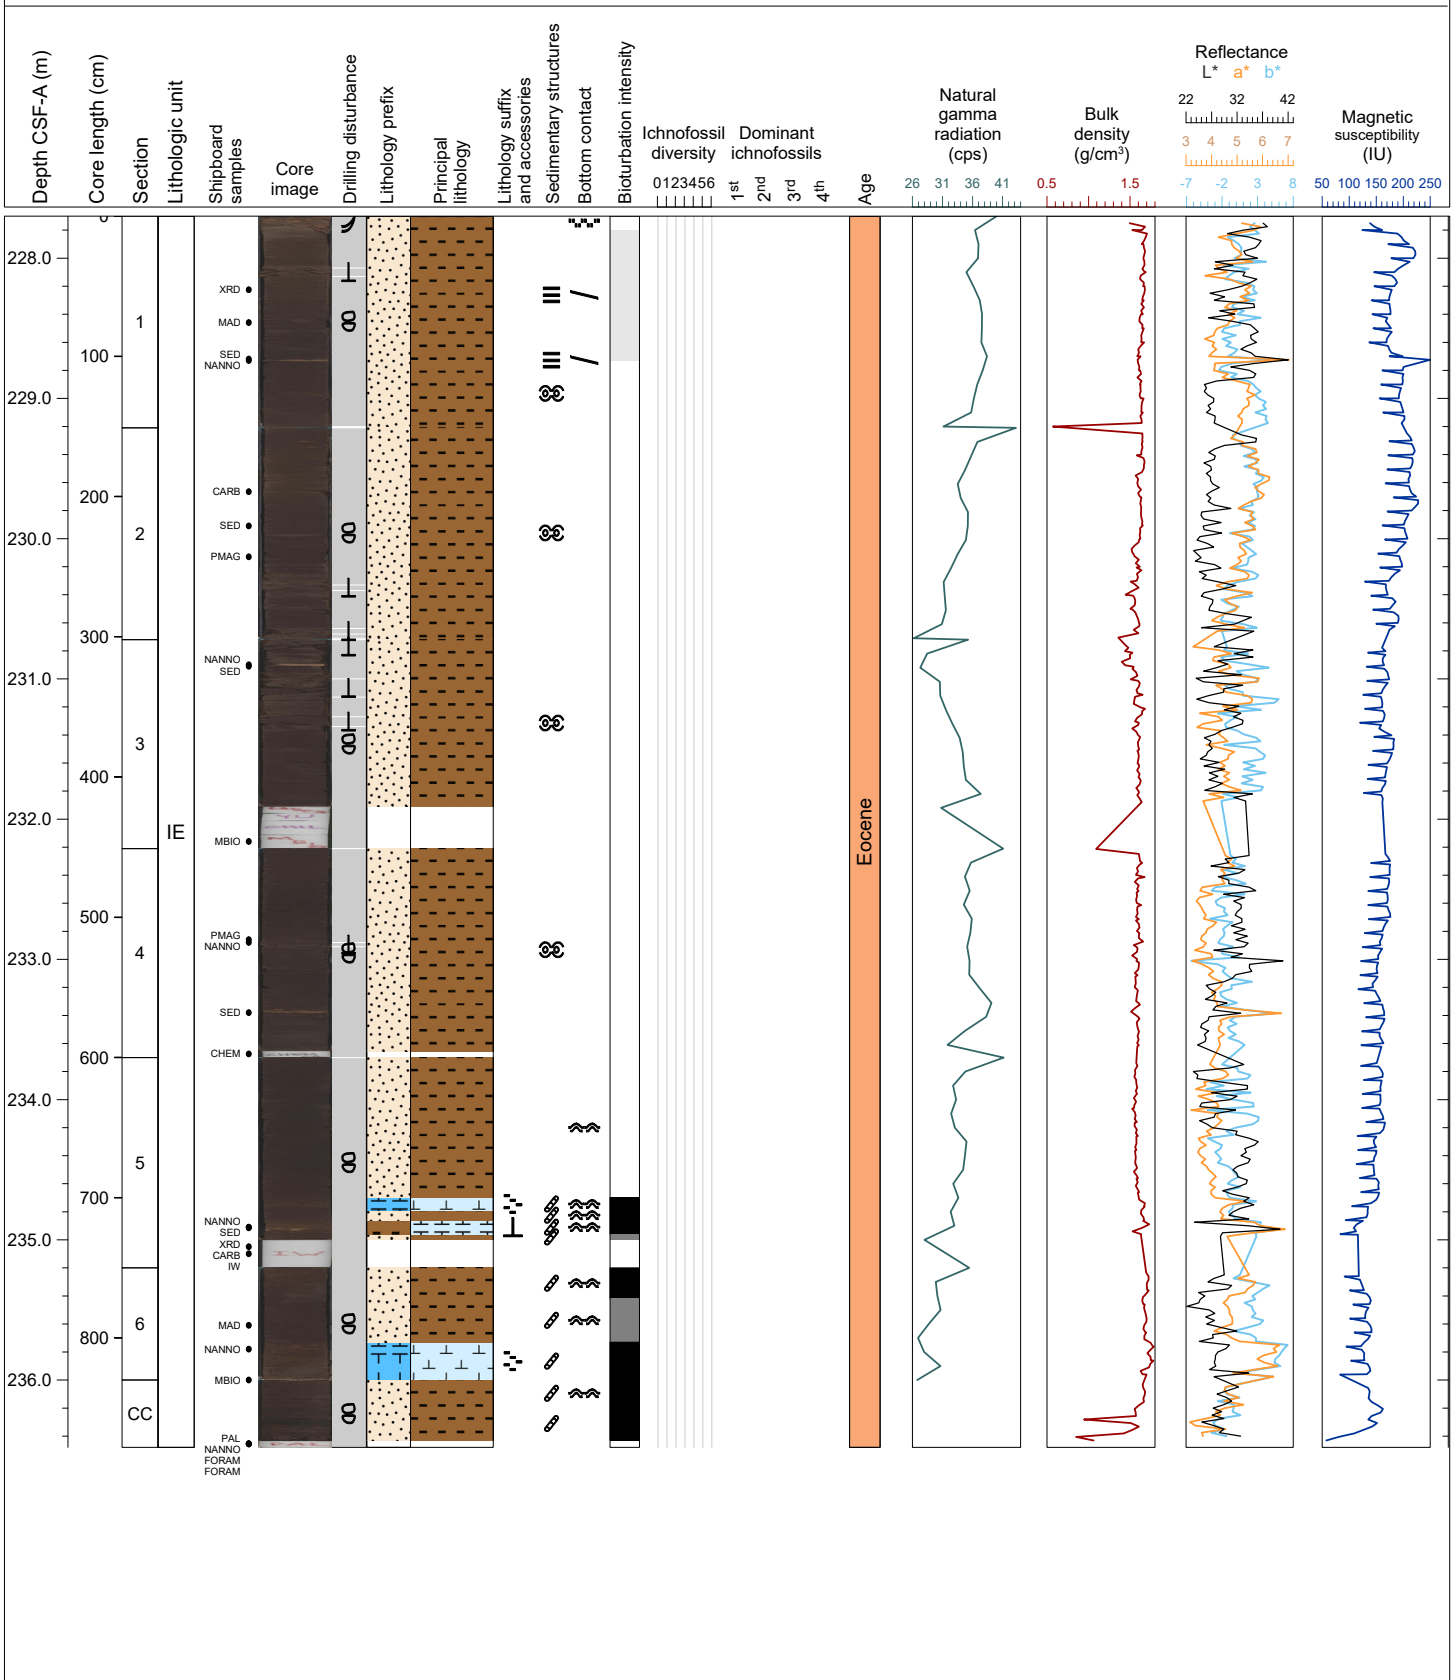 Depth CSF-A (m)
Core length (cm)
Section
Lithologic unit
Shipboard
samples
Core
image
Drilling disturbance
Lithology prefix
Principal
lithology
Lithology suffix
and accessories
Sedimentary structures
Bottom contact
Bioturbation intensity
Ichnofossil
diversity
0123456
Dominant
ichnofossils
1st
2nd
3rd
4th
Age
Natural
gamma
radiation
(cps)
26 31 36 41
Bulk
density
(g/cm³)
0.5 1.5
Reflectance
L* a* b*
22 32 42
3 4 5 6 7
-7 -2 3 8
Magnetic
susceptibility
(IU)
50 100 150 200 250
0
228.0
XRD
1
MAD
SED
100
NANNO
229.0
CARB
200
SED
2
230.0
PMAG
300
NANNO
SED
231.0
3
400
232.0
IE
MBIO
Eocene
500
PMAG
NANNO
4
233.0
SED
CHEM
600
234.0
5
700
NANNO
SED
235.0
XRD
CARB
IW
IW
6
MAD
800
NANNO
236.0
MBIO
CC
PAL
NANNO
FORAM
FORAM